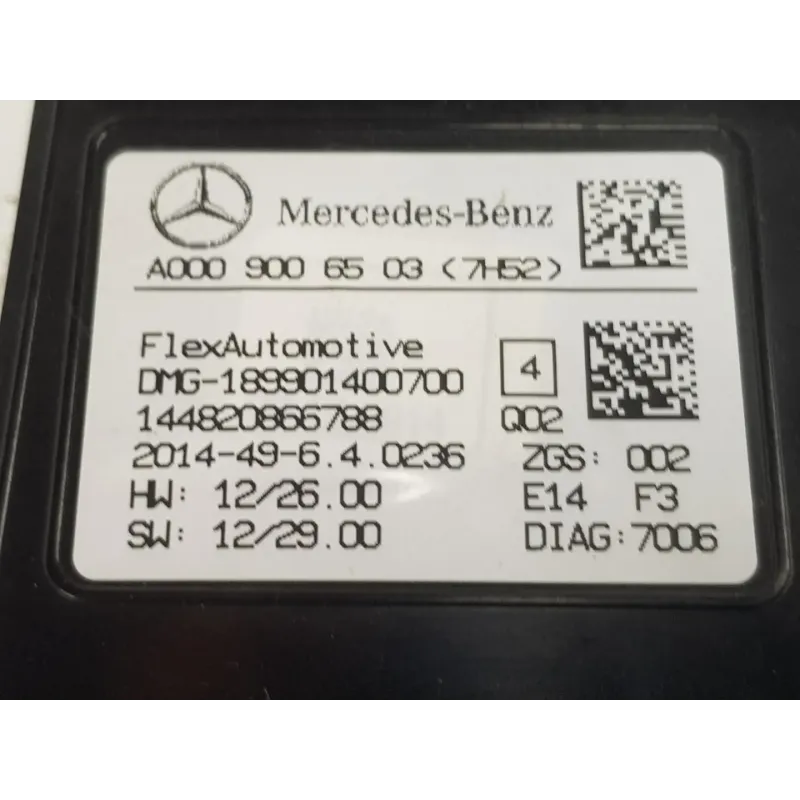 Mercedes-Benz
A000 900 65 03 (7H52)
FlexAutomotive
DMG-189901400700
4
144820866788
Q02
2014-49-6.4.0236
ZGS: 002
HW: 12/26.00
E14 F3
SW: 12/29.00
DIAG:7006